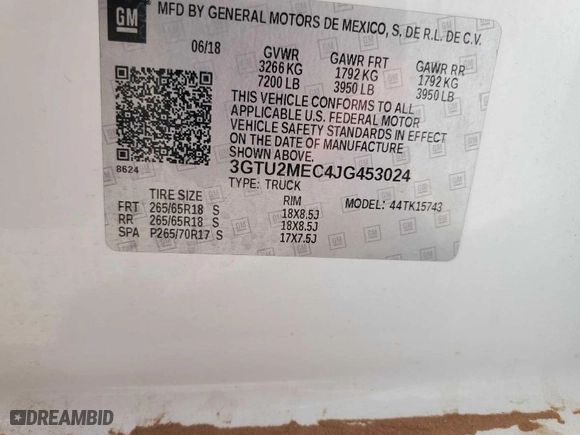 GM
MFD BY GENERAL MOTORS DE MEXICO, S. DE R.L. DE C.V.
06/18 GVWR GAWR FRT GAWR RR
3266 KG 1792 KG 1792 KG
7200 LB 3950 LB 3950 LB
THIS VEHICLE CONFORMS TO ALL
APPLICABLE U.S. FEDERAL MOTOR
VEHICLE SAFETY STANDARDS IN EFFECT
ON THE DATE OF MANUFACTURE
SHOWN ABOVE.
8624
3GTU2MEC4JG453024
TYPE: TRUCK
TIRE SIZE RIM MODEL: 44TK15743
FRT 265/65R18 S 18X8.5J
RR 265/65R18 S 18X8.5J
SPA P265/70R17 S 17X7.5J
DREAMBID